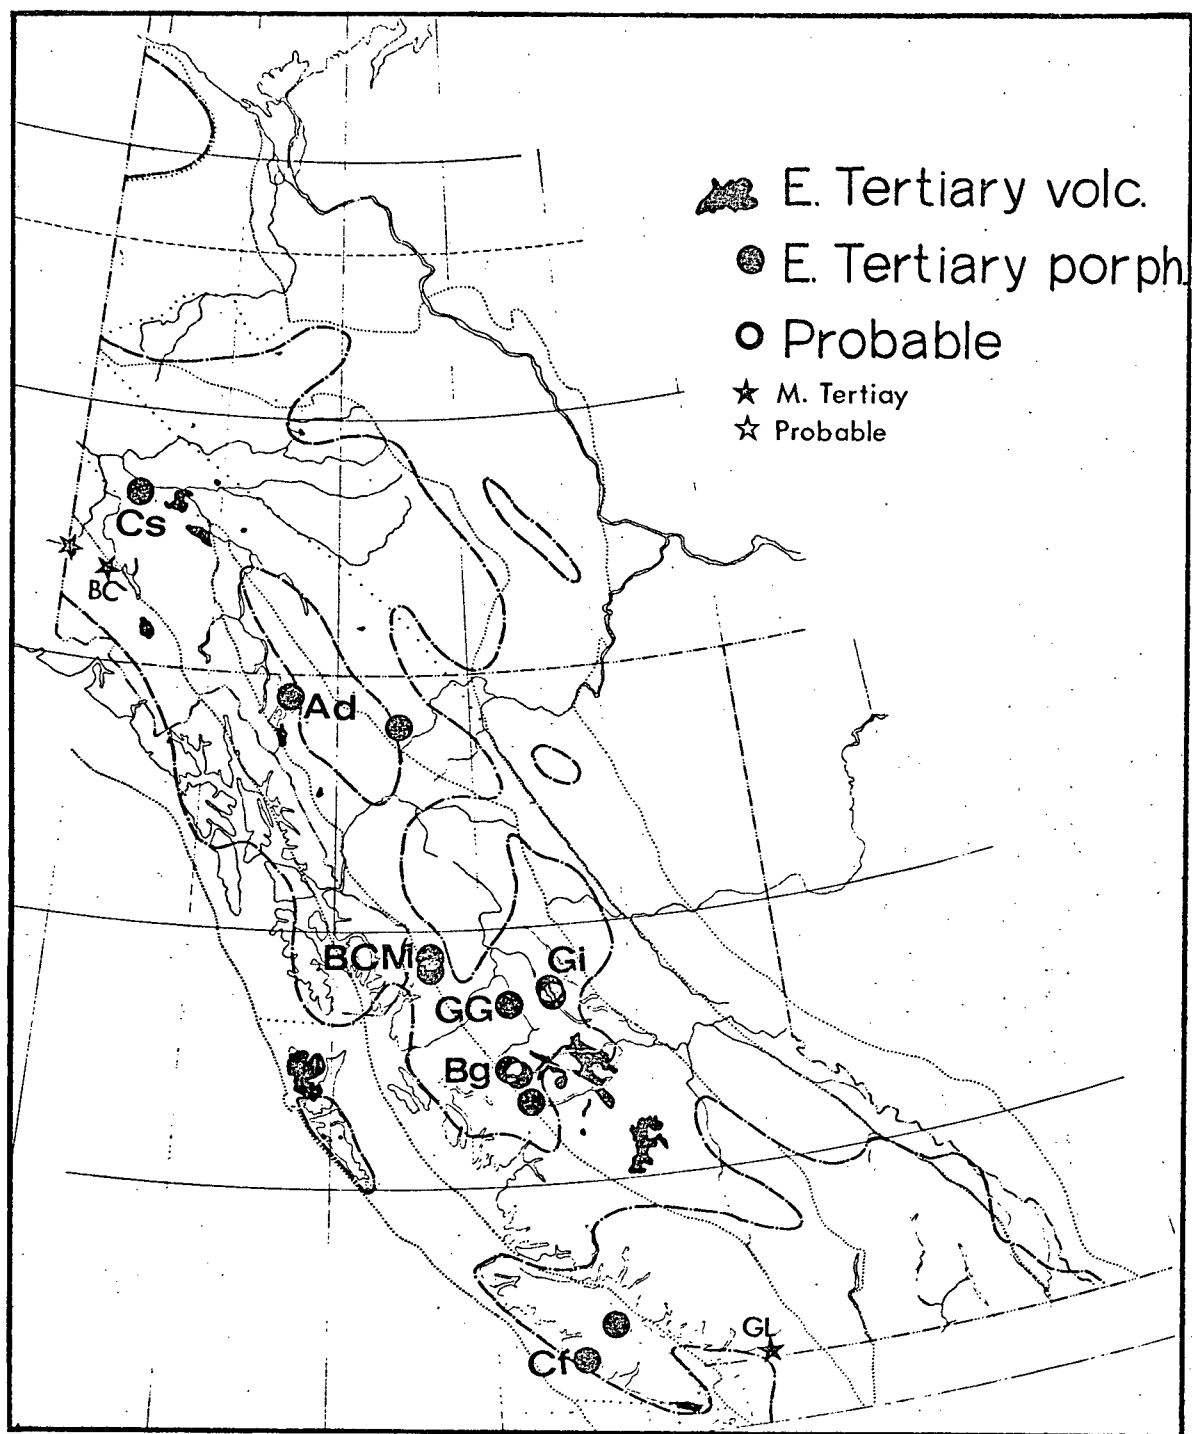 E. Tertiary volc.
E. Tertiary porph.
Probable
M. Tertiay
Probable
Cs
BC
Ad
BCM
Gi
GG
Bg
GL
Cf